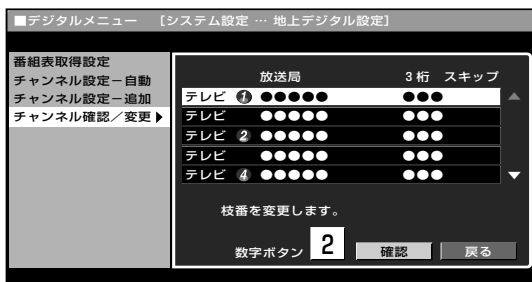 ■デジタルメニュー　[システム設定 … 地上デジタル設定]
番組表取得設定
チャンネル設定－自動
チャンネル設定－追加
チャンネル確認／変更▶
放送局　3桁　スキップ
テレビ ❶ ●●●●● ●●● ▲
テレビ ●●●●● ●●●
テレビ ❷ ●●●●● ●●●
テレビ ●●●●● ●●●
テレビ ❹ ●●●●● ●●● ▼
枝番を変更します。
数字ボタン 2 確認 戻る